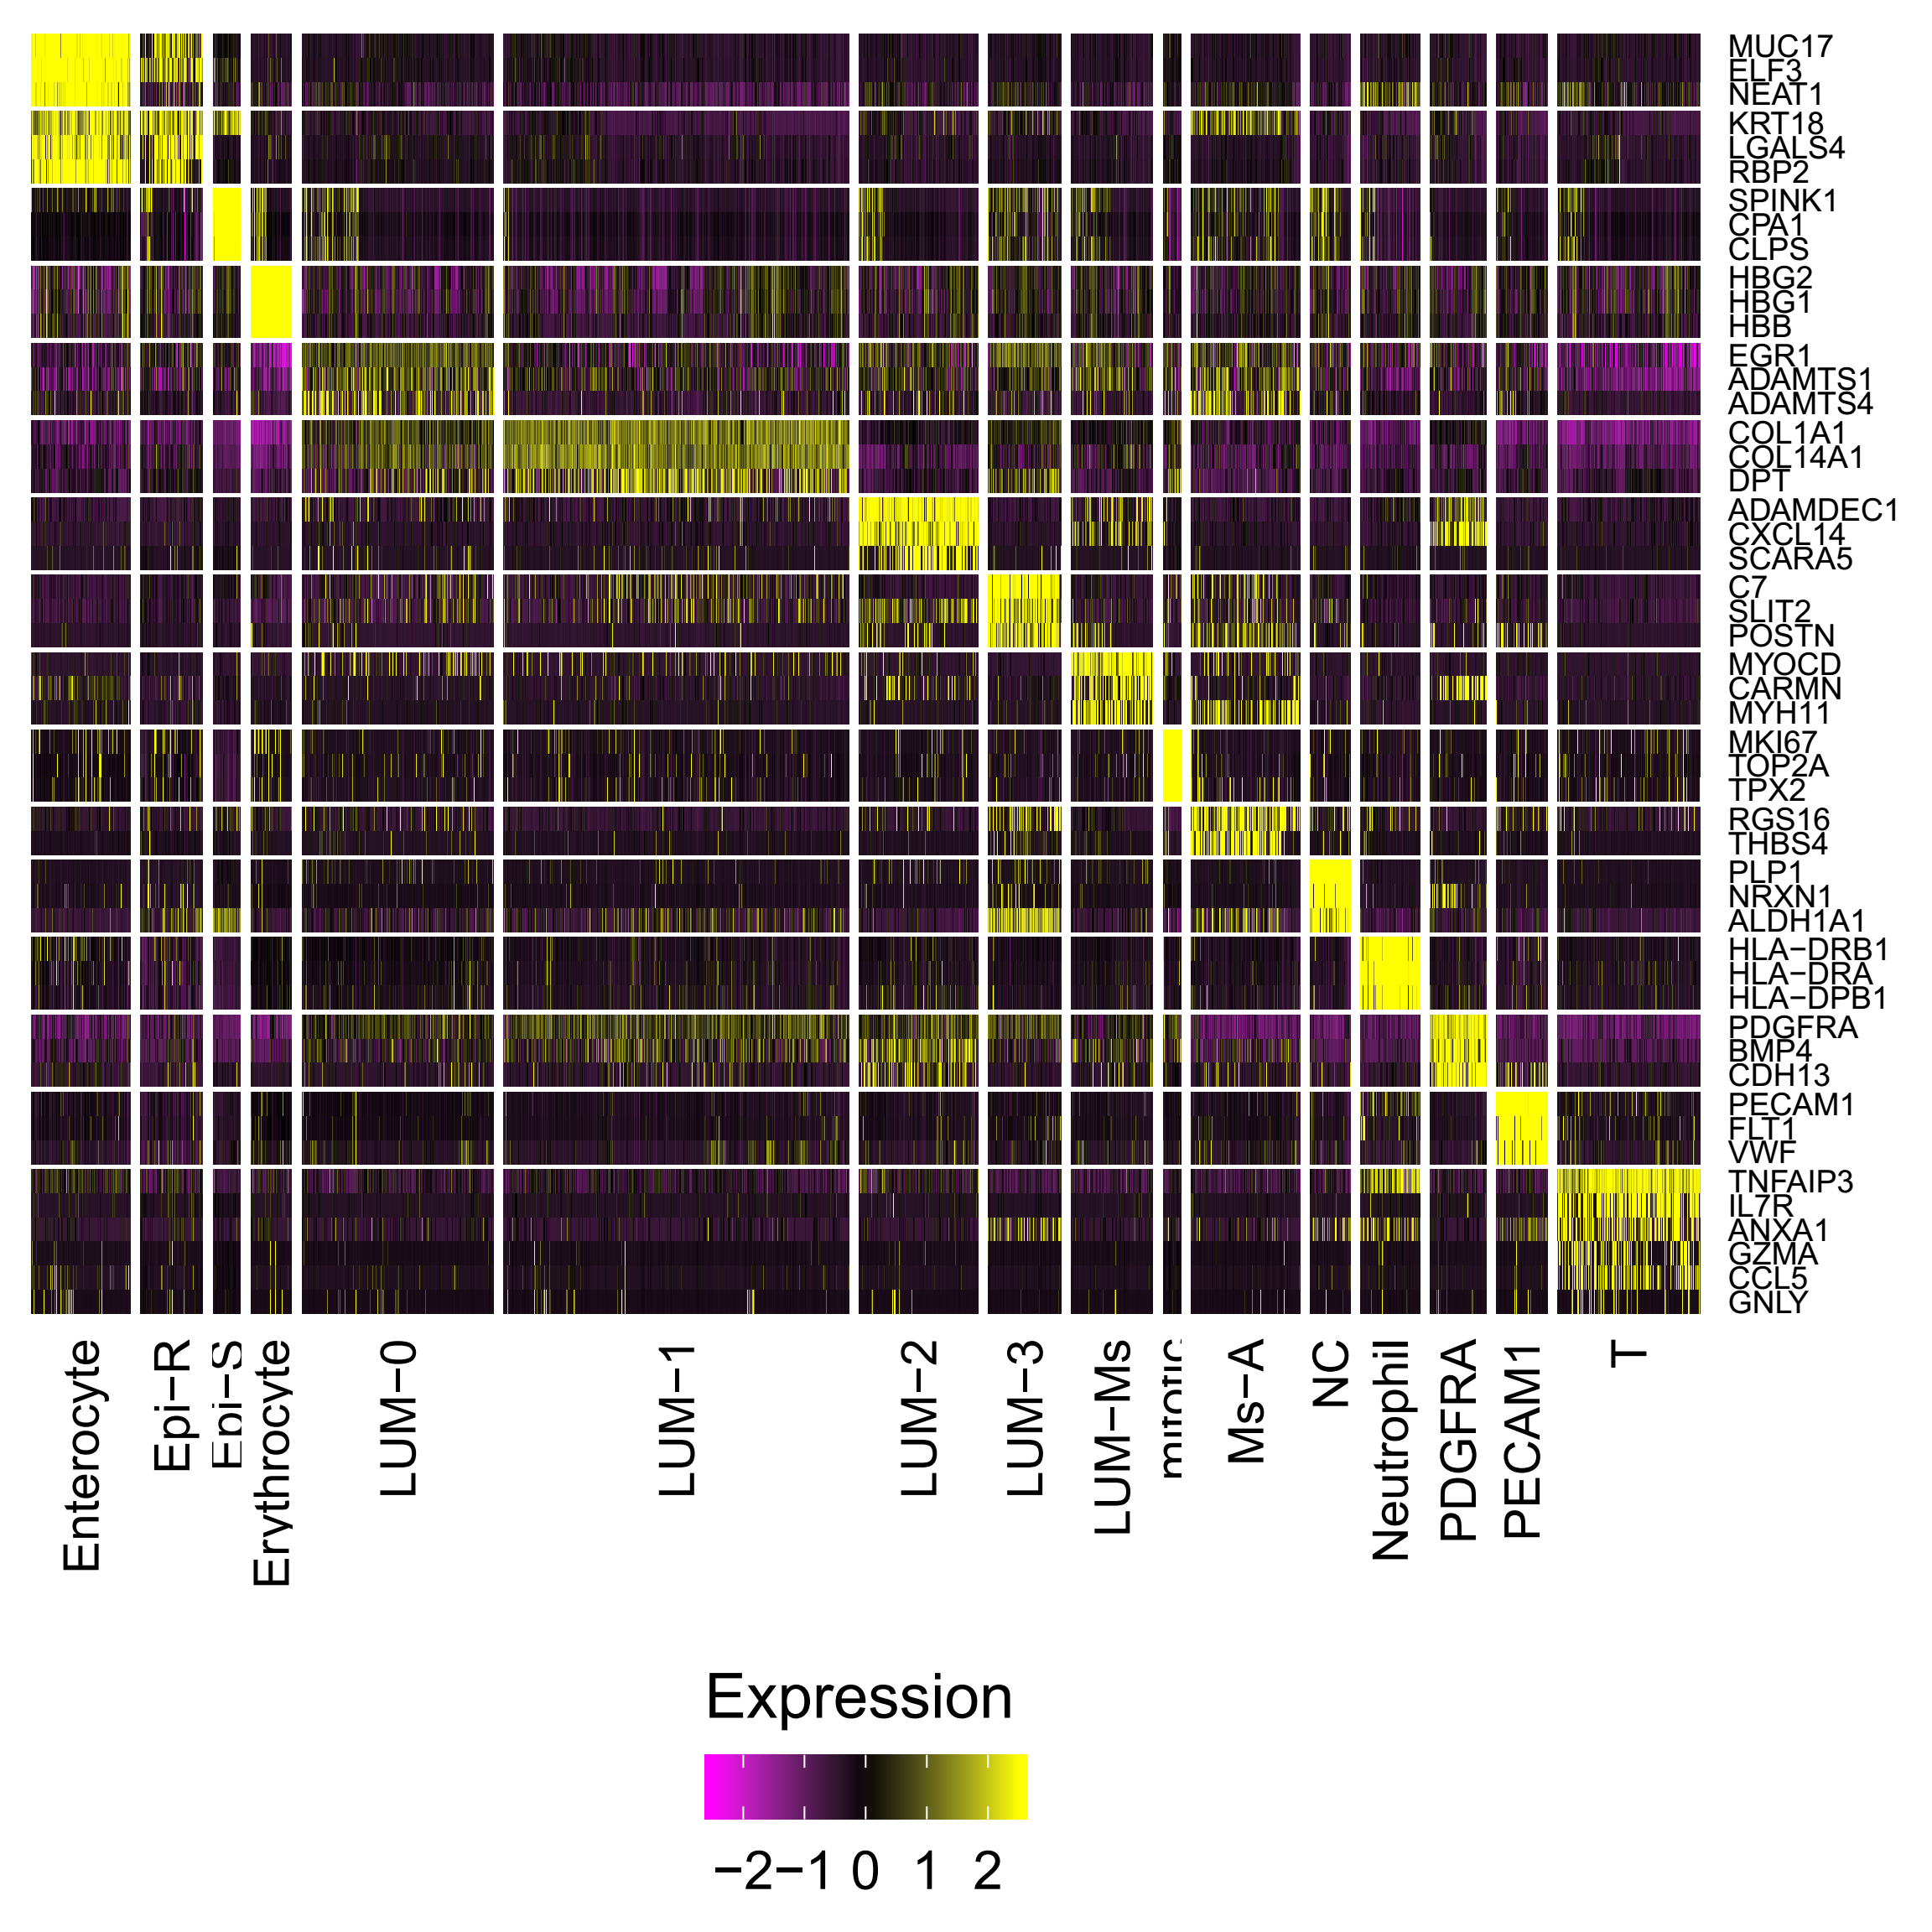 MUC17
ELF3
NEAT1
KRT18
LGALS4
RBP2
SPINK1
CPA1
CLPS
HBG2
HBG1
HBB
EGR1
ADAMTS1
ADAMTS4
COL1A1
COL14A1
DPT
ADAMDEC1
CXCL14
SCARA5
C7
SLIT2
POSTN
MYOCD
CARMN
MYH11
MKI67
TOP2A
TPX2
RGS16
THBS4
PLP1
NRXN1
ALDH1A1
HLA−DRB1
HLA−DRA
HLA−DPB1
PDGFRA
BMP4
CDH13
PECAM1
FLT1
VWF
TNFAIP3
IL7R
ANXA1
GZMA
CCL5
GNLY
Enterocyte
Epi−R
Epi−S
Erythrocyte
LUM−0
LUM−1
LUM−2
LUM−3
LUM−Ms
mitotic
Ms−A
NC
Neutrophil
PDGFRA
PECAM1
T
Expression
−2 −1 0 1 2